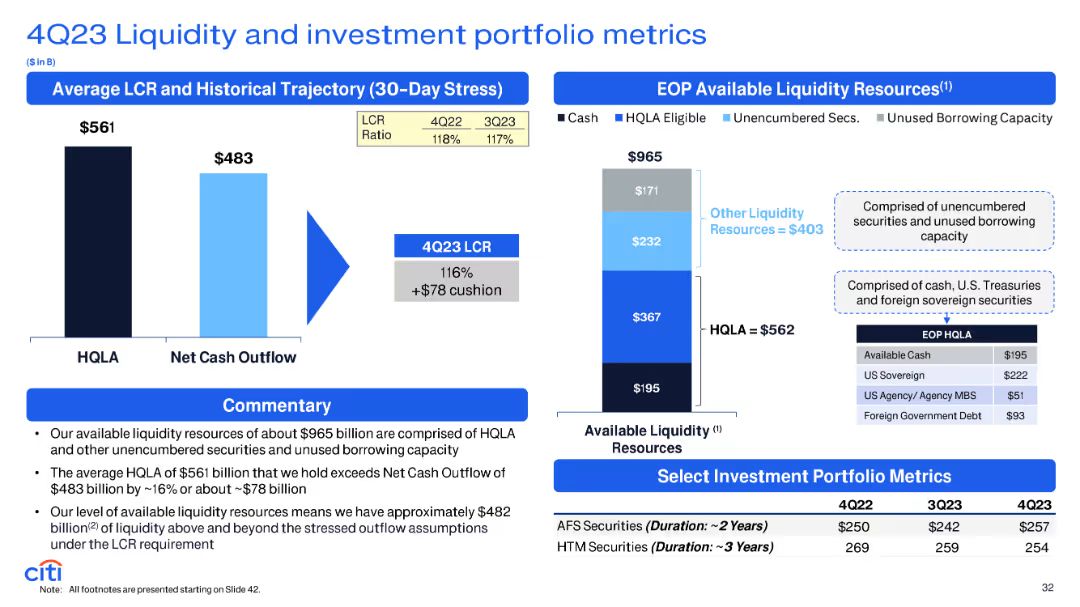 4Q23 Liquidity and investment portfolio metrics
($ in B)
Average LCR and Historical Trajectory (30-Day Stress)
$561
$483
LCR Ratio 4Q22 3Q23
118% 117%
4Q23 LCR
116%
+$78 cushion
HQLA
Net Cash Outflow
Commentary
• Our available liquidity resources of about $965 billion are comprised of HQLA
and other unencumbered securities and unused borrowing capacity
• The average HQLA of $561 billion that we hold exceeds Net Cash Outflow of
$483 billion by ~16% or about ~$78 billion
• Our level of available liquidity resources means we have approximately $482
billion(2) of liquidity above and beyond the stressed outflow assumptions
under the LCR requirement
EOP Available Liquidity Resources(1)
Cash HQLA Eligible Unencumbered Secs. Unused Borrowing Capacity
$965
$171
$232
$367
$195
Other Liquidity
Resources = $403
HQLA = $562
Available Liquidity (1)
Resources
Comprised of unencumbered
securities and unused borrowing
capacity
Comprised of cash, U.S. Treasuries
and foreign sovereign securities
EOP HQLA
Available Cash $195
US Sovereign $222
US Agency/ Agency MBS $51
Foreign Government Debt $93
Select Investment Portfolio Metrics
4Q22 3Q23 4Q23
AFS Securities (Duration: ~2 Years) $250 $242 $257
HTM Securities (Duration: ~3 Years) 269 259 254
citi
Note: All footnotes are presented starting on Slide 42.
32